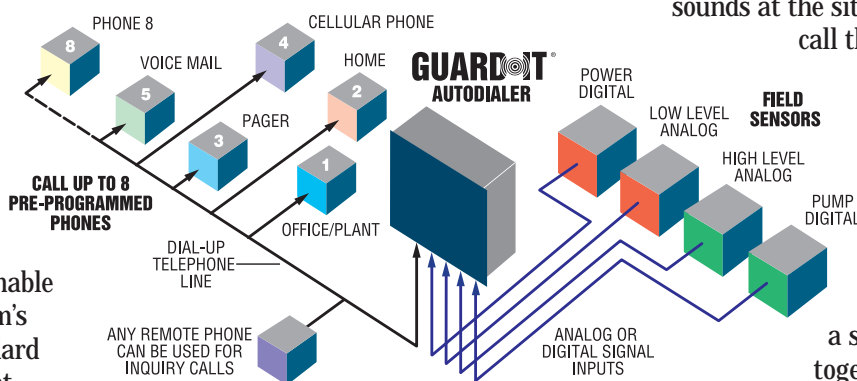 sounds at the sit
call th
PHONE 8
8
VOICE MAIL
5
CELLULAR PHONE
4
HOME
2
PAGER
3
1
OFFICE/PLANT
CALL UP TO 8
PRE-PROGRAMMED
PHONES
DIAL-UP
TELEPHONE
LINE
GUARD IT®
AUTODIALER
POWER
DIGITAL
LOW LEVEL
ANALOG
FIELD
SENSORS
HIGH LEVEL
ANALOG
PUMP
DIGITAL
nable
m's
ard
ANY REMOTE PHONE
CAN BE USED FOR
INQUIRY CALLS
ANALOG OR
DIGITAL SIGNAL
INPUTS
a s
toge